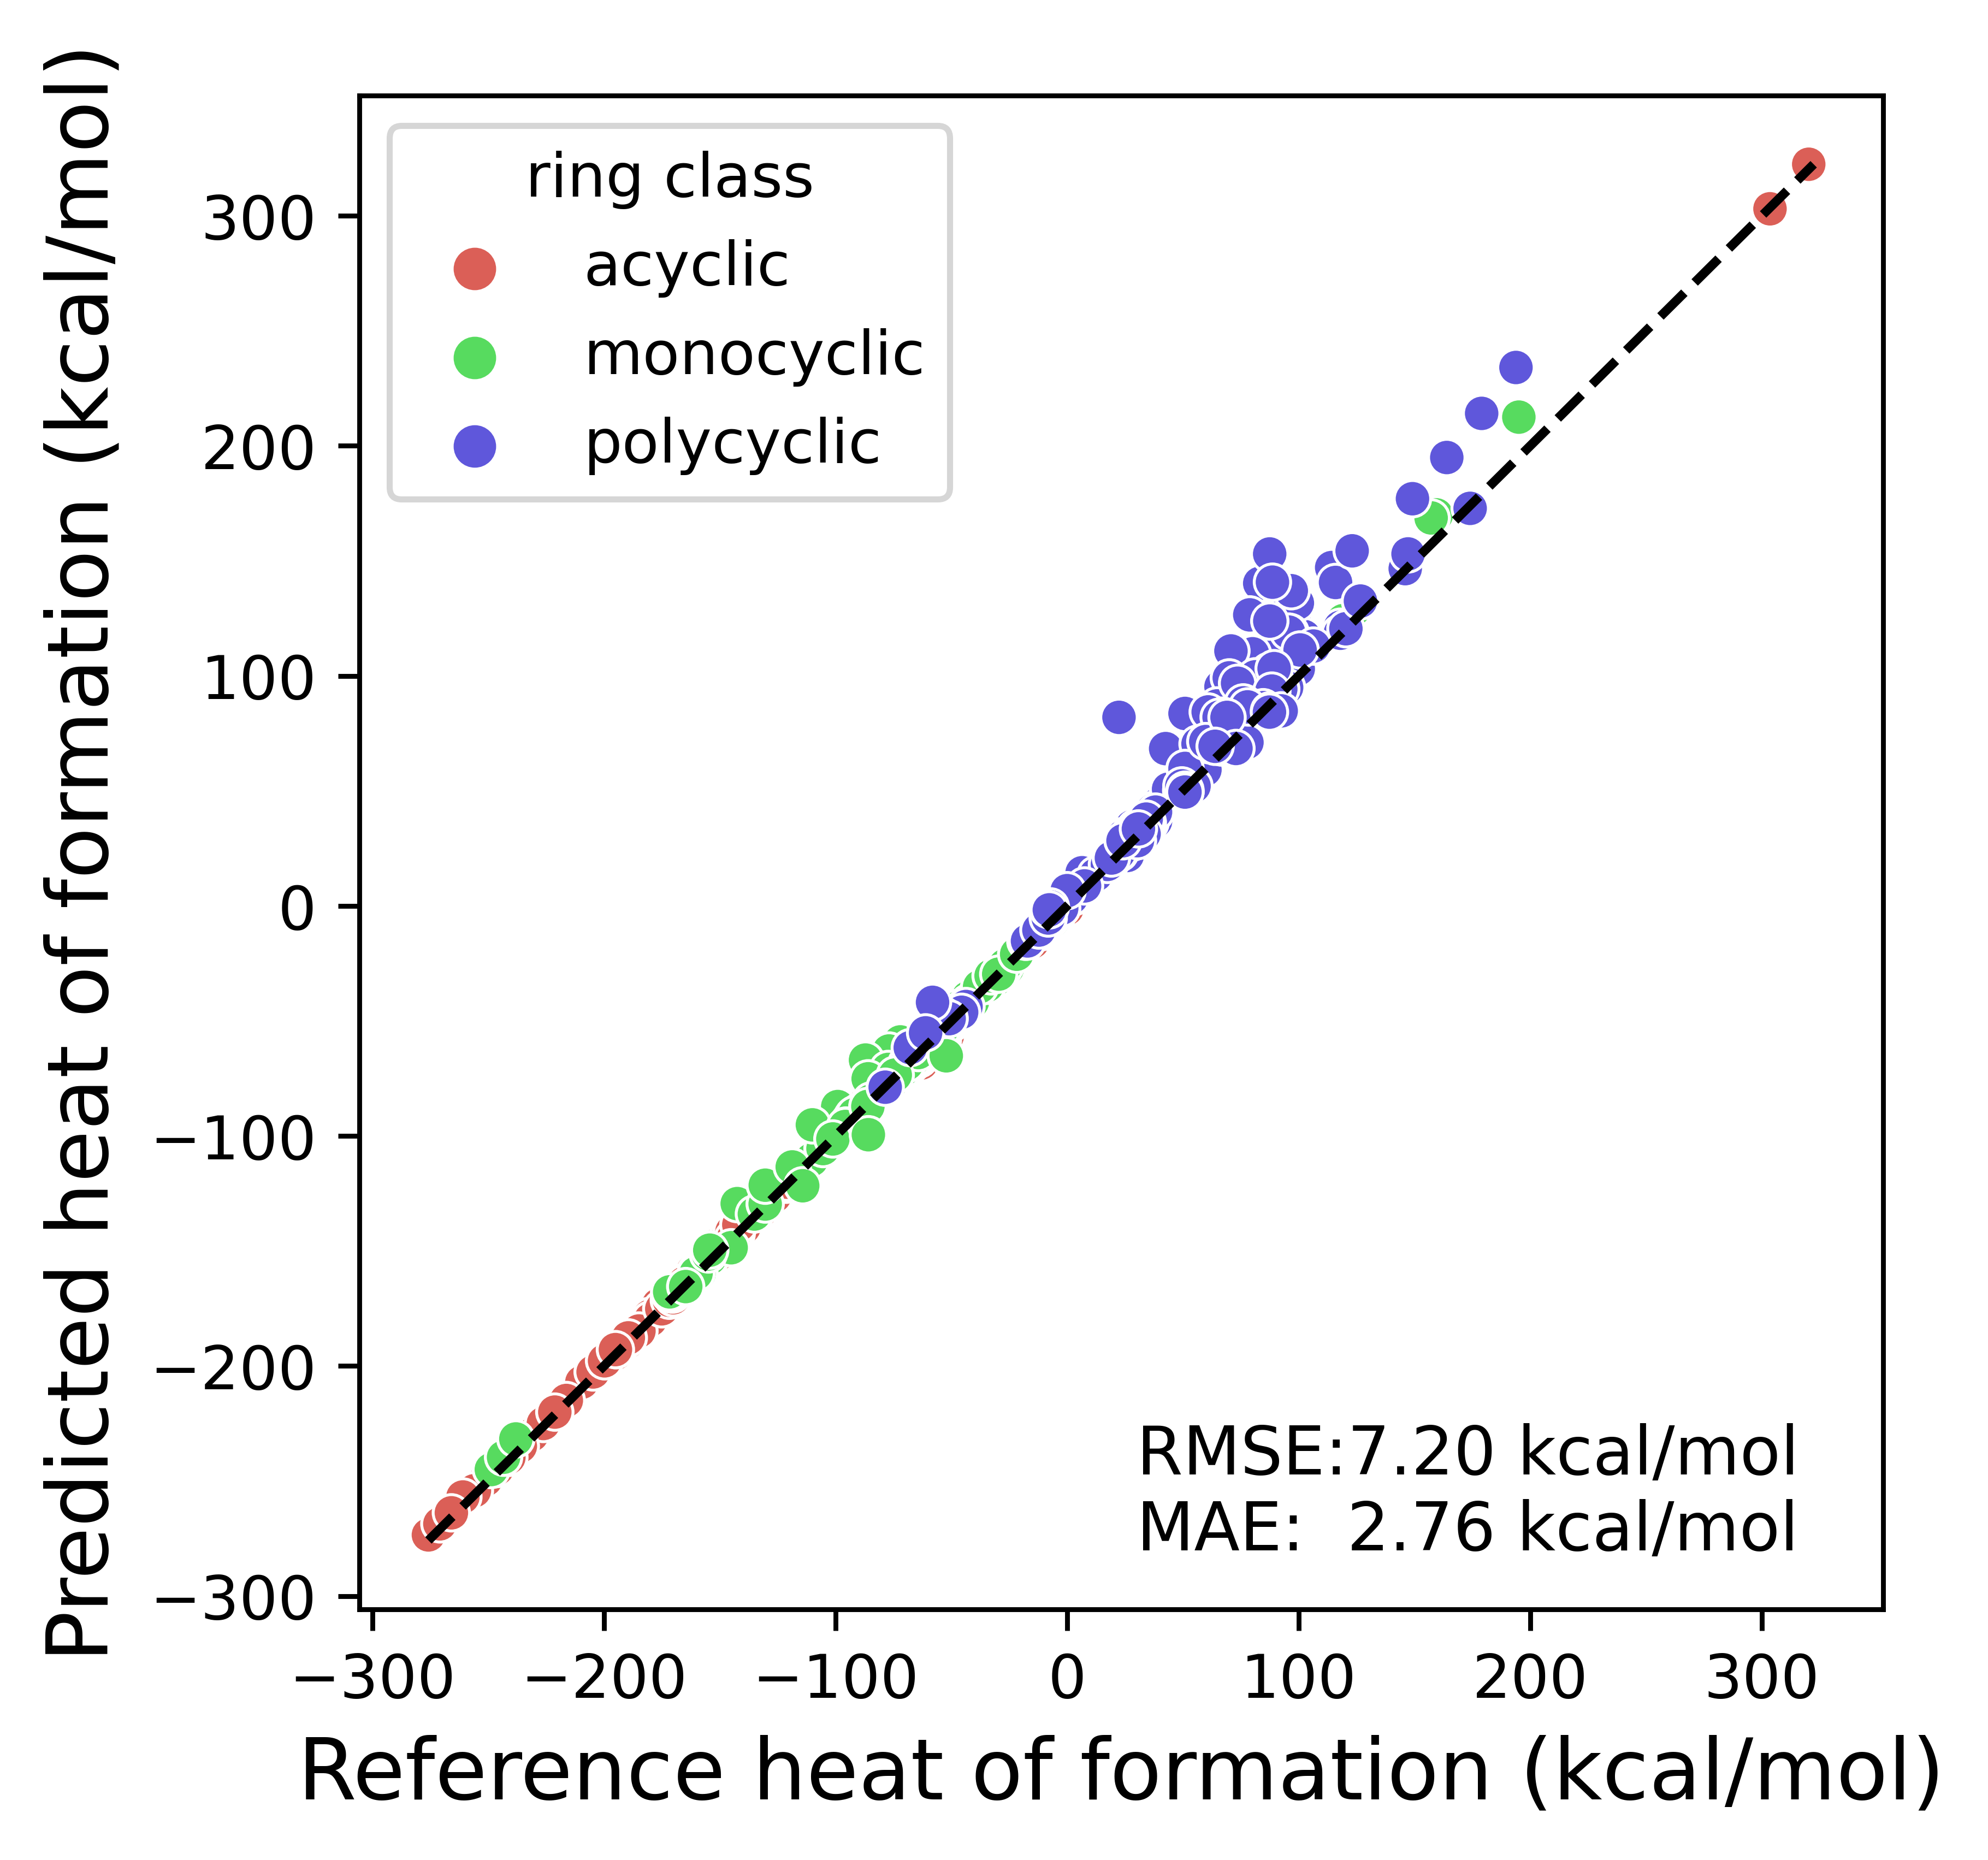 Predicted heat of formation (kcal/mol)
300
200
100
0
−100
−200
−300
ring class
acyclic
monocyclic
polycyclic
RMSE:7.20 kcal/mol
MAE: 2.76 kcal/mol
−300 −200 −100 0 100 200 300
Reference heat of formation (kcal/mol)